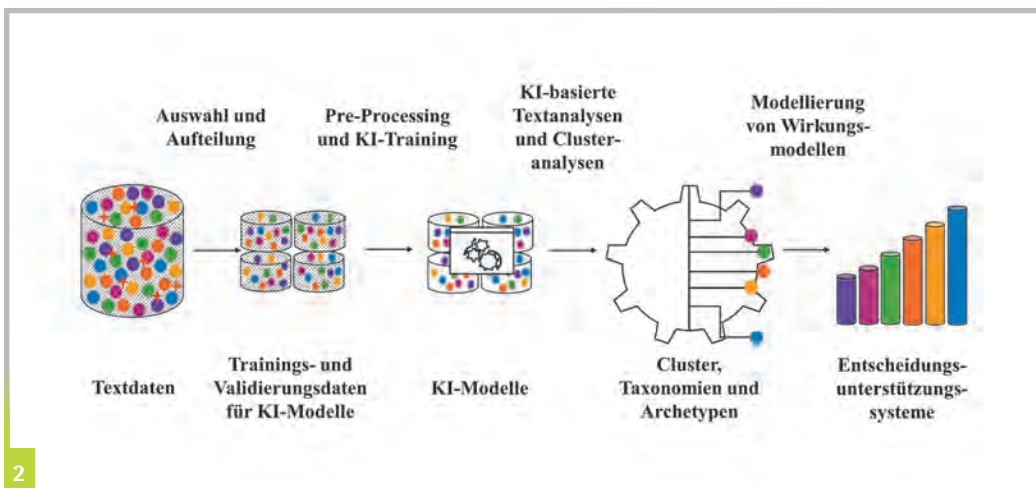 Auswahl und
Aufteilung
Pre-Processing
und KI-Training
KI-basierte
Textanalysen
und Cluster-
analysen
Modellierung
von Wirkungs-
modellen
Textdaten
Trainings- und
Validierungsdaten
für KI-Modelle
KI-Modelle
Cluster,
Taxonomien und
Archetypen
Entscheidungs-
unterstützungs-
systeme
2